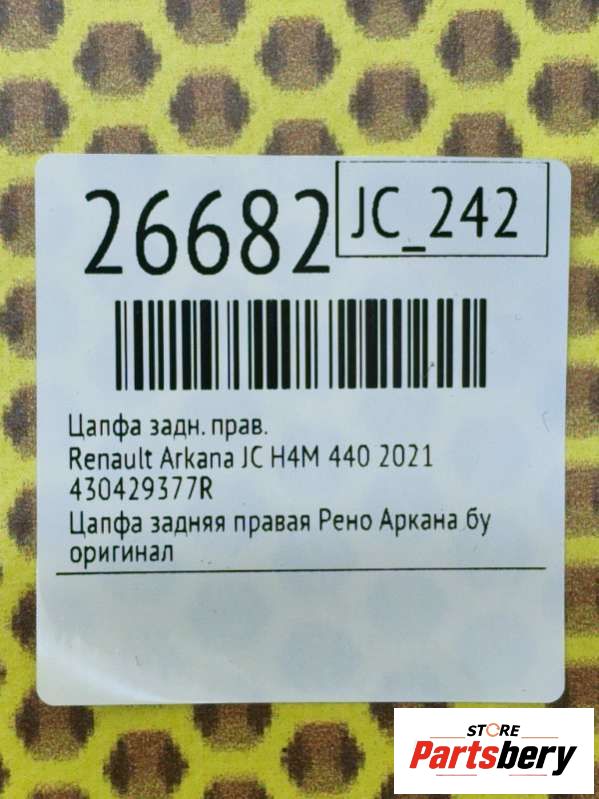 26682
JC_242
Цапфа задн. прав.
Renault Arkana JC H4M 440 2021
430429377R
Цапфа задняя правая Рено Аркана бу
оригинал
STORE
Partsbery